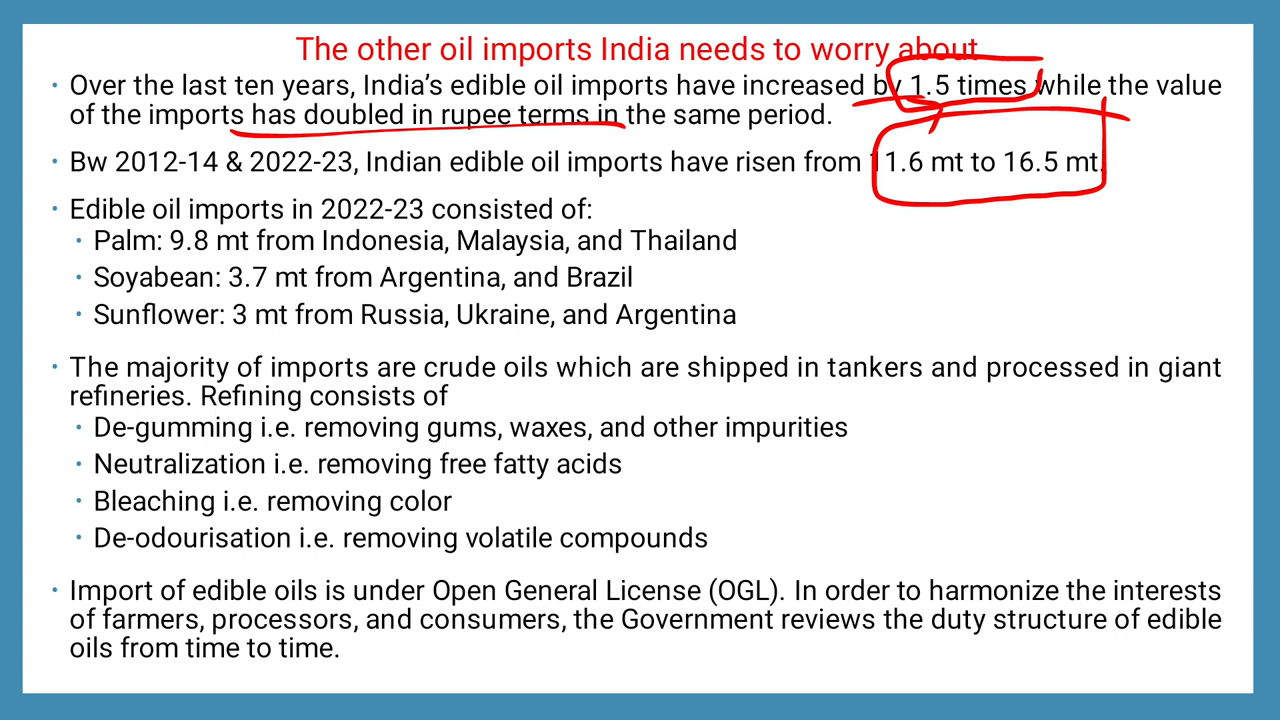 The other oil imports India needs to worry about
• Over the last ten years, India's edible oil imports have increased by 1.5 times while the value
of the imports has doubled in rupee terms in the same period.
• Bw 2012-14 & 2022-23, Indian edible oil imports have risen from 11.6 mt to 16.5 mt.
• Edible oil imports in 2022-23 consisted of:
• Palm: 9.8 mt from Indonesia, Malaysia, and Thailand
• Soyabean: 3.7 mt from Argentina, and Brazil
• Sunflower: 3 mt from Russia, Ukraine, and Argentina
• The majority of imports are crude oils which are shipped in tankers and processed in giant
refineries. Refining consists of
• De-gumming i.e. removing gums, waxes, and other impurities
• Neutralization i.e. removing free fatty acids
• Bleaching i.e. removing color
• De-odourisation i.e. removing volatile compounds
• Import of edible oils is under Open General License (OGL). In order to harmonize the interests
of farmers, processors, and consumers, the Government reviews the duty structure of edible
oils from time to time.